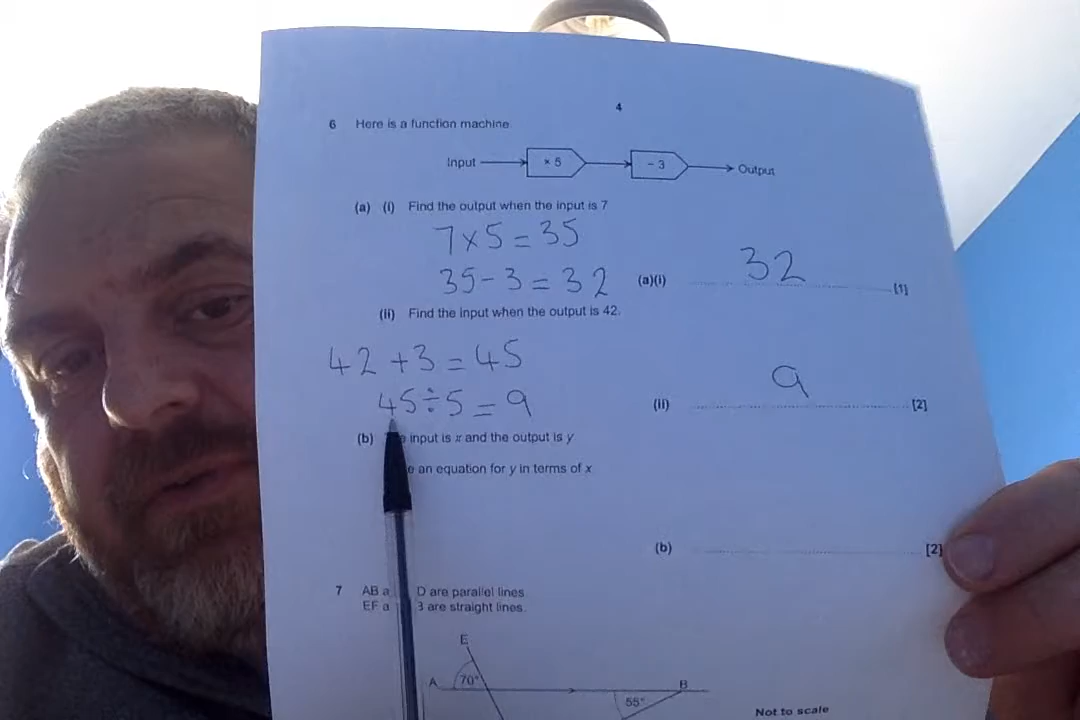 4
6 Here is a function machine.
Input × 5 − 3 Output
(a) (i) Find the output when the input is 7
7 × 5 = 35
35 − 3 = 32 (a)(i) 32 [1]
(ii) Find the input when the output is 42.
42 + 3 = 45
45 ÷ 5 = 9 (ii) 9 [2]
(b) input is x and the output is y
an equation for y in terms of x
(b) [2]
7 AB a D are parallel lines
EF a are straight lines.
E
A 70° B
55°
Not to scale